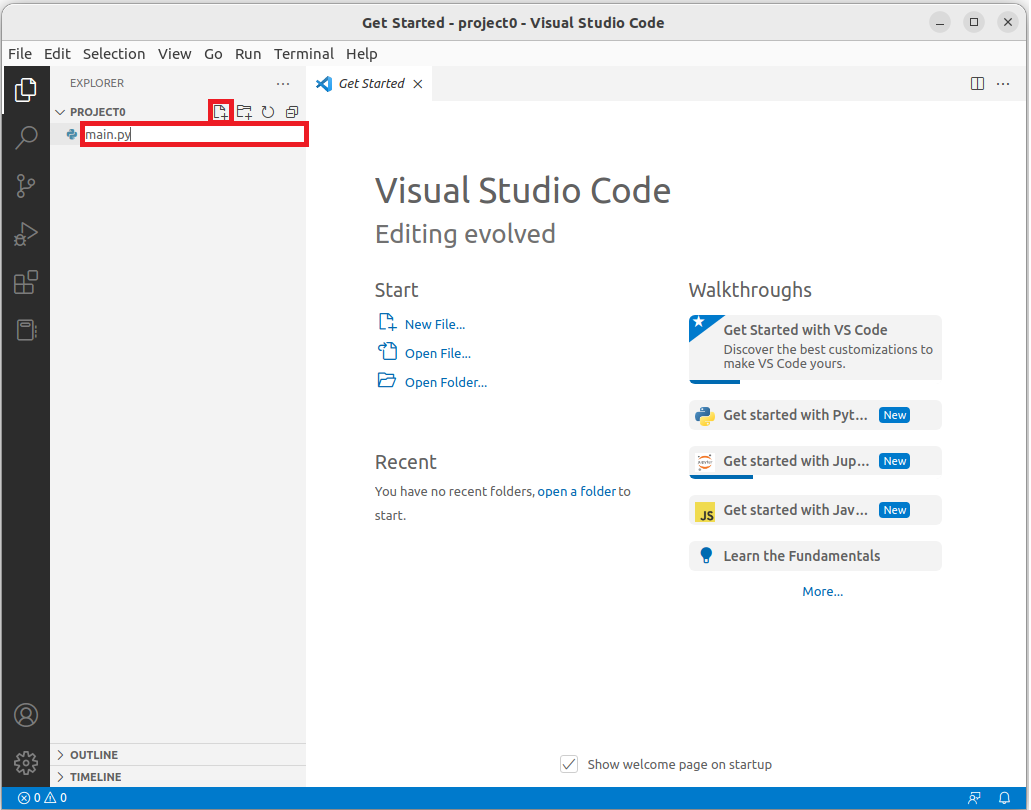 Get Started - project0 - Visual Studio Code
File Edit Selection View Go Run Terminal Help
EXPLORER
Get Started
PROJECT0
main.py
Visual Studio Code
Editing evolved
Start
New File...
Open File...
Open Folder...
Recent
You have no recent folders, open a folder to
start.
Walkthroughs
Get Started with VS Code
Discover the best customizations to
make VS Code yours.
Get started with Pyt... New
Get started with Jup... New
JS Get started with Jav... New
Learn the Fundamentals
More...
OUTLINE
TIMELINE
Show welcome page on startup
0 0